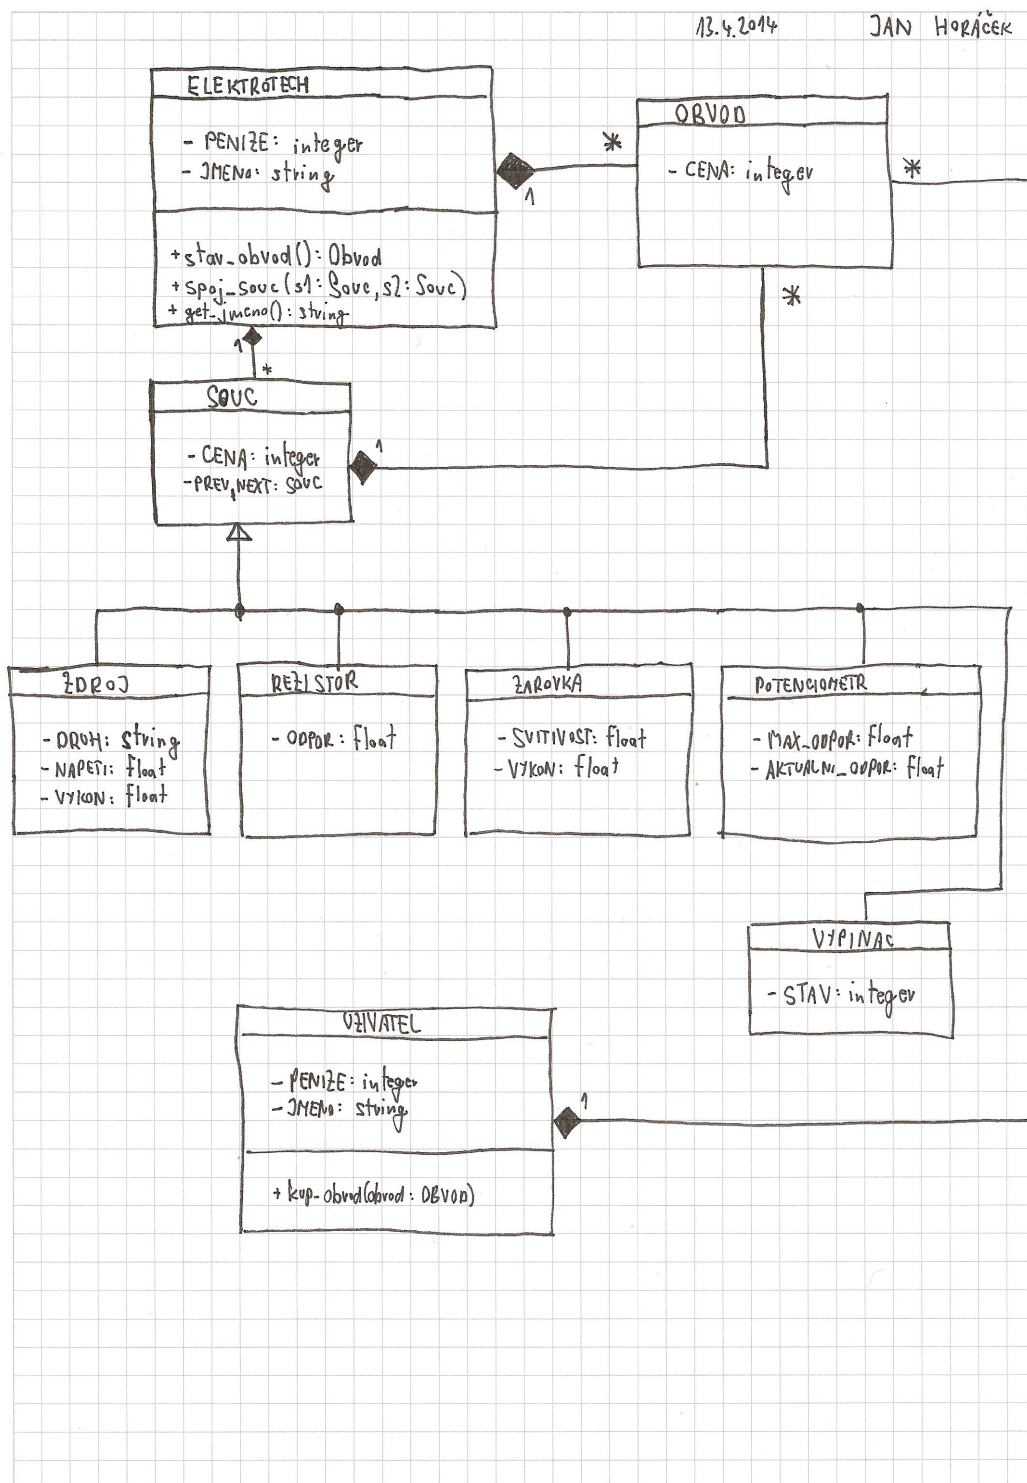 13.4.2014 JAN HORÁČEK
ELEKTROTECH
- PENIZE: integer
- JMENO: string
+stav_obvod(): Obvod
+spoj_souc(s1: Souc, s2: Souc)
+ get_jmeno(): string
1
*
OBVOD
- CENA: integer
*
1
*
*
SOUC
- CENA: integer
-PREV,NEXT: SOUC
1
ZDROJ
- DRUH: string
- NAPETI: float
- VYKON: float
REZISTOR
- ODPOR: float
ZAROVKA
- SVITIVOST: float
- VYKON: float
POTENCIOMETR
- MAX_ODPOR: float
- AKTUALNI_ODPOR: float
VYPINAC
- STAV: integer
UZIVATEL
- PENIZE: integer
- JMENO: string
+ kup_obvod(obvod: OBVOD)
1